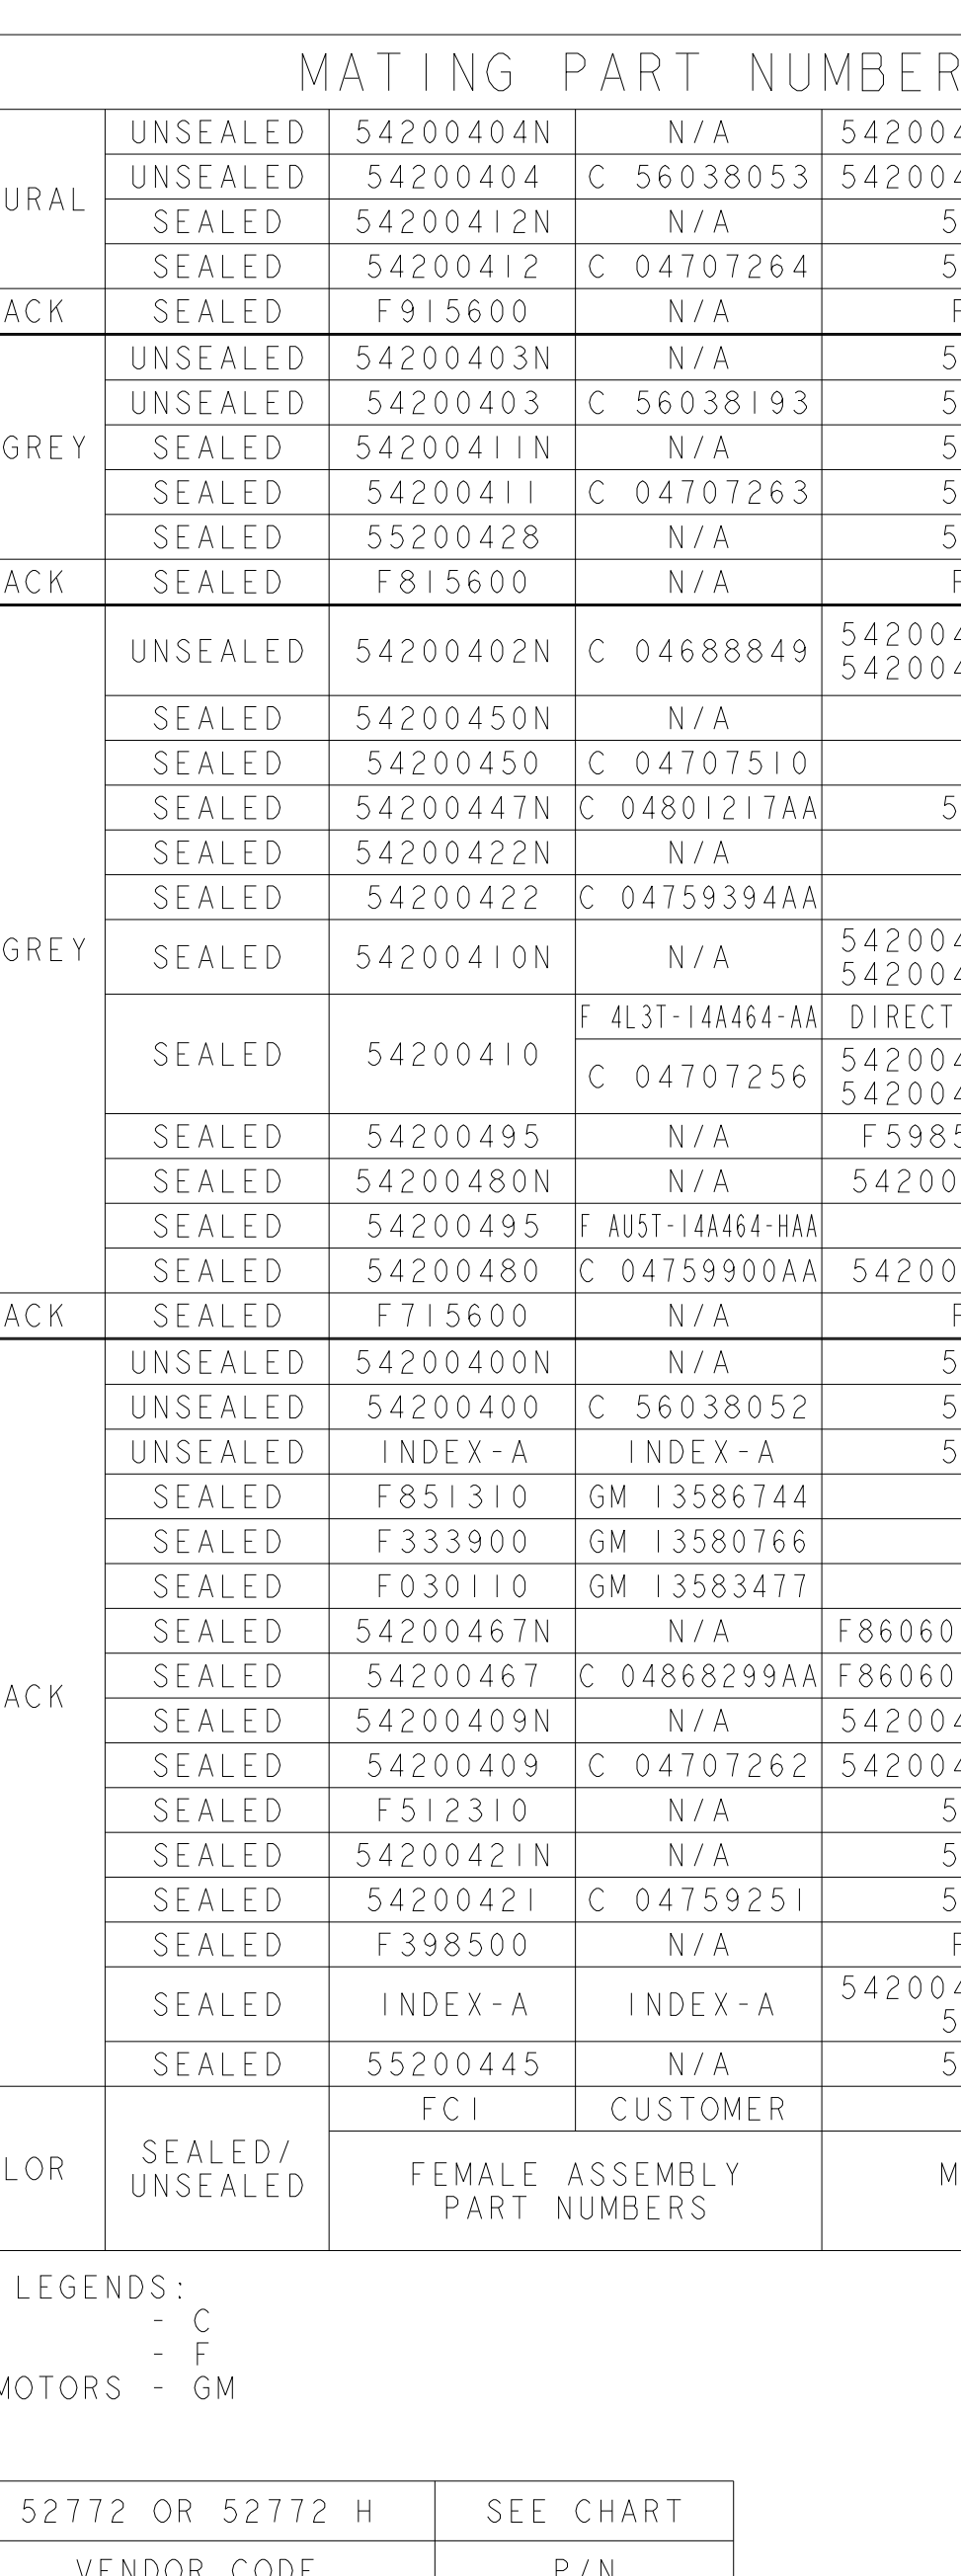 MATING PART NUMBER
URAL
UNSEALED 54200404N N/A 542004
UNSEALED 54200404 C 56038053 542004
SEALED 54200412N N/A 5
SEALED 54200412 C 04707264 5
ACK SEALED F915600 N/A F
GREY
UNSEALED 54200403N N/A 5
UNSEALED 54200403 C 56038193 5
SEALED 54200411N N/A 5
SEALED 54200411 C 04707263 5
SEALED 55200428 N/A 5
ACK SEALED F815600 N/A F
GREY
UNSEALED 54200402N C 04688849 542004
542004
SEALED 54200450N N/A
SEALED 54200450 C 04707510
SEALED 54200447N C 04801217AA 5
SEALED 54200422N N/A
SEALED 54200422 C 04759394AA
SEALED 54200410N N/A 542004
542004
SEALED 54200410 F 4L3T-14A464-AA DIRECT
C 04707256 542004
542004
SEALED 54200495 N/A F5985
SEALED 54200480N N/A 54200
SEALED 54200495 F AU5T-14A464-HAA
SEALED 54200480 C 04759900AA 54200
ACK SEALED F715600 N/A F
ACK
UNSEALED 54200400N N/A 5
UNSEALED 54200400 C 56038052 5
UNSEALED INDEX-A INDEX-A 5
SEALED F851310 GM 13586744
SEALED F333900 GM 13580766
SEALED F030110 GM 13583477
SEALED 54200467N N/A F86060
SEALED 54200467 C 04868299AA F86060
SEALED 54200409N N/A 542004
SEALED 54200409 C 04707262 542004
SEALED F512310 N/A 5
SEALED 54200421N N/A 5
SEALED 54200421 C 04759251 5
SEALED F398500 N/A F
SEALED INDEX-A INDEX-A 542004
5
SEALED 55200445 N/A 5
LOR
SEALED/
UNSEALED
FCI CUSTOMER
FEMALE ASSEMBLY
PART NUMBERS
M
LEGENDS:
- C
- F
MOTORS - GM
52772 OR 52772 H SEE CHART
VENDOR CODE P/N